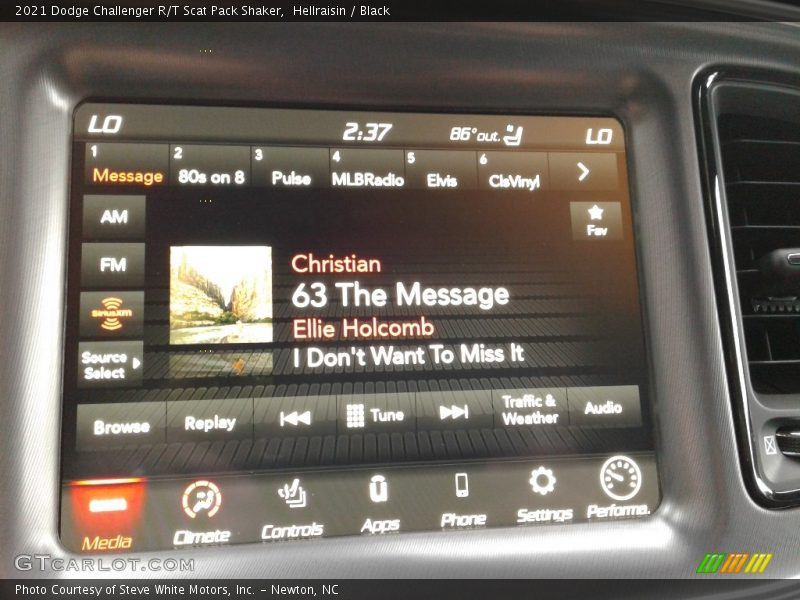 2021 Dodge Challenger R/T Scat Pack Shaker,  Hellraisin / Black
LO 2:37 86° out. LO
1 Message 2 80s on 8 3 Pulse 4 MLBRadio 5 Elvis 6 ClsVinyl
AM
Fav
FM
Christian
63 The Message
siriusxm
Ellie Holcomb
I Don't Want To Miss It
Source
Select
Browse Replay Tune Traffic &
Weather Audio
Media Climate Controls Apps Phone Settings Performa.
GTcarlot.com
Photo Courtesy of Steve White Motors, Inc. – Newton, NC